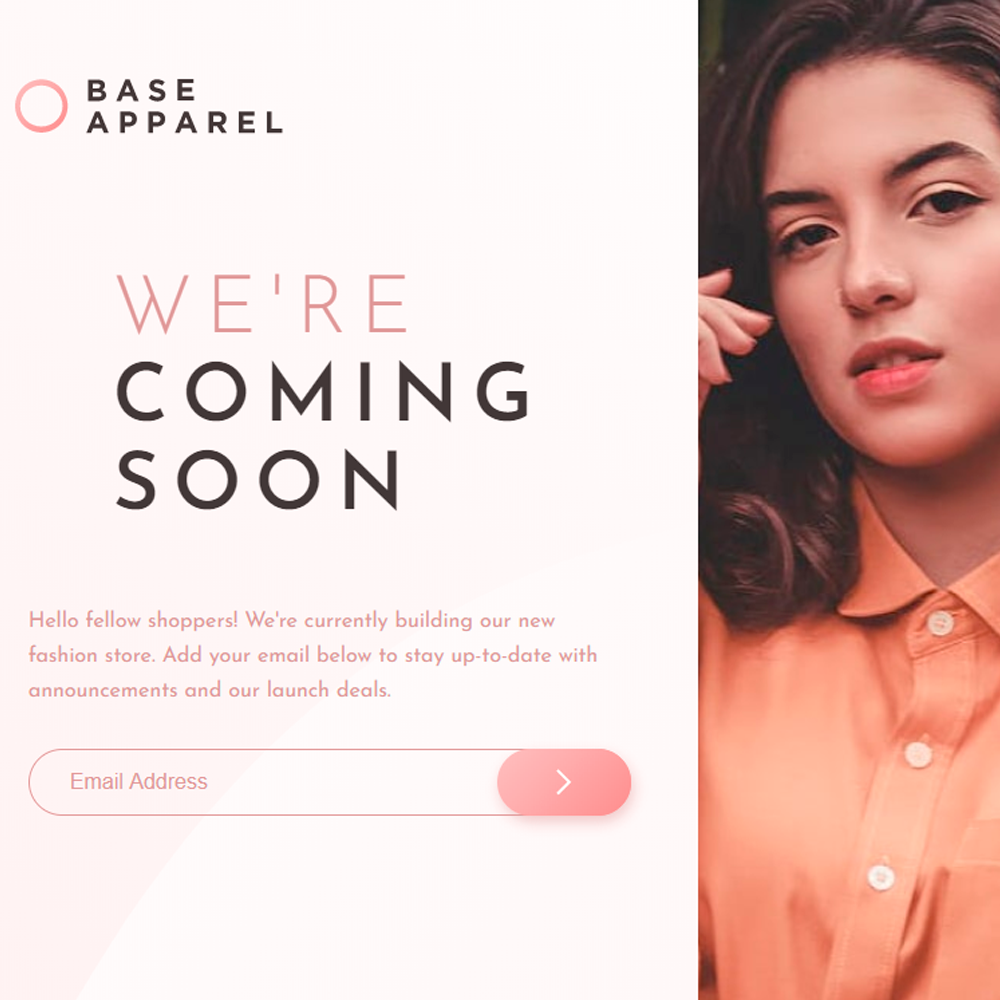 BASE
APPAREL
WE'RE
COMING
SOON
Hello fellow shoppers! We're currently building our new
fashion store. Add your email below to stay up-to-date with
announcements and our launch deals.
Email Address